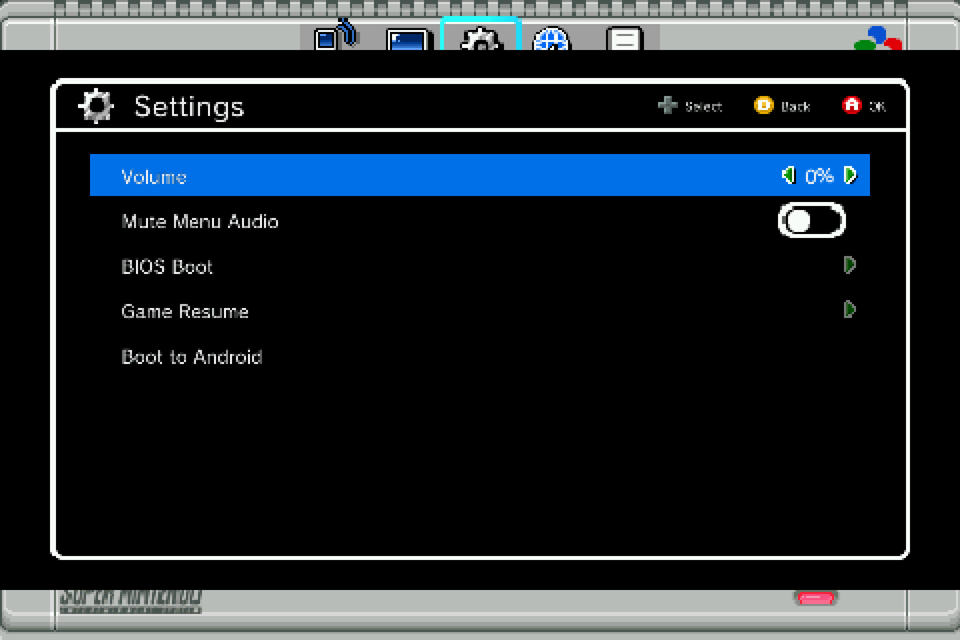 Settings
Select
B Back
A OK
Volume
0%
Mute Menu Audio
BIOS Boot
Game Resume
Boot to Android